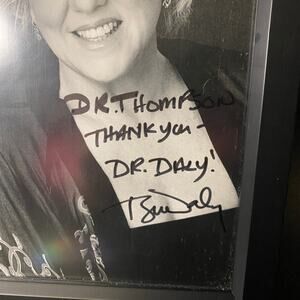 DR. THOMPSON
THANK YOU -
DR. DALY!